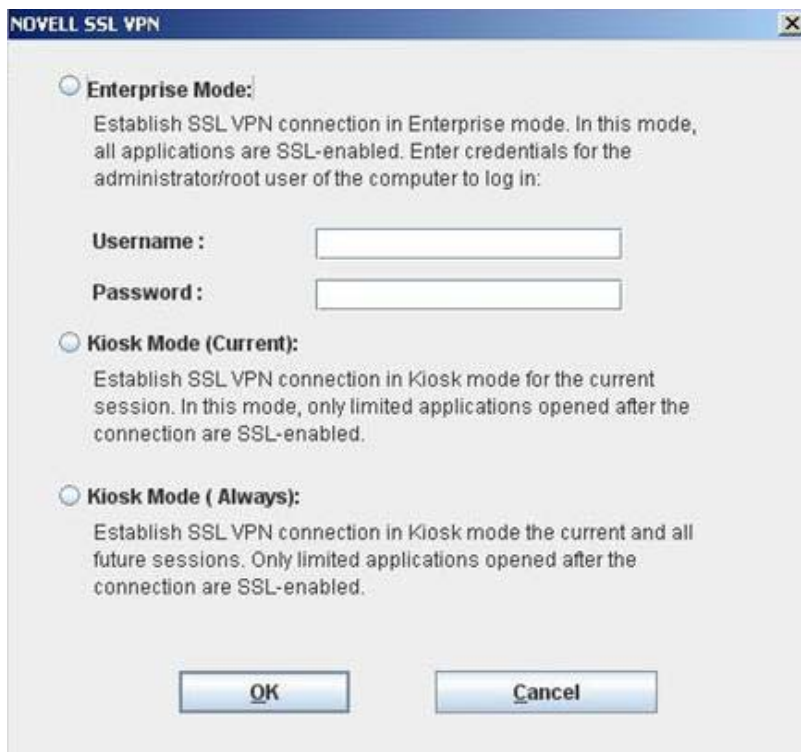 NOVELL SSL VPN
Enterprise Mode:
Establish SSL VPN connection in Enterprise mode. In this mode,
all applications are SSL-enabled. Enter credentials for the
administrator/root user of the computer to log in:
Username :
Password :
Kiosk Mode (Current):
Establish SSL VPN connection in Kiosk mode for the current
session. In this mode, only limited applications opened after the
connection are SSL-enabled.
Kiosk Mode ( Always):
Establish SSL VPN connection in Kiosk mode the current and all
future sessions. Only limited applications opened after the
connection are SSL-enabled.
OK
Cancel